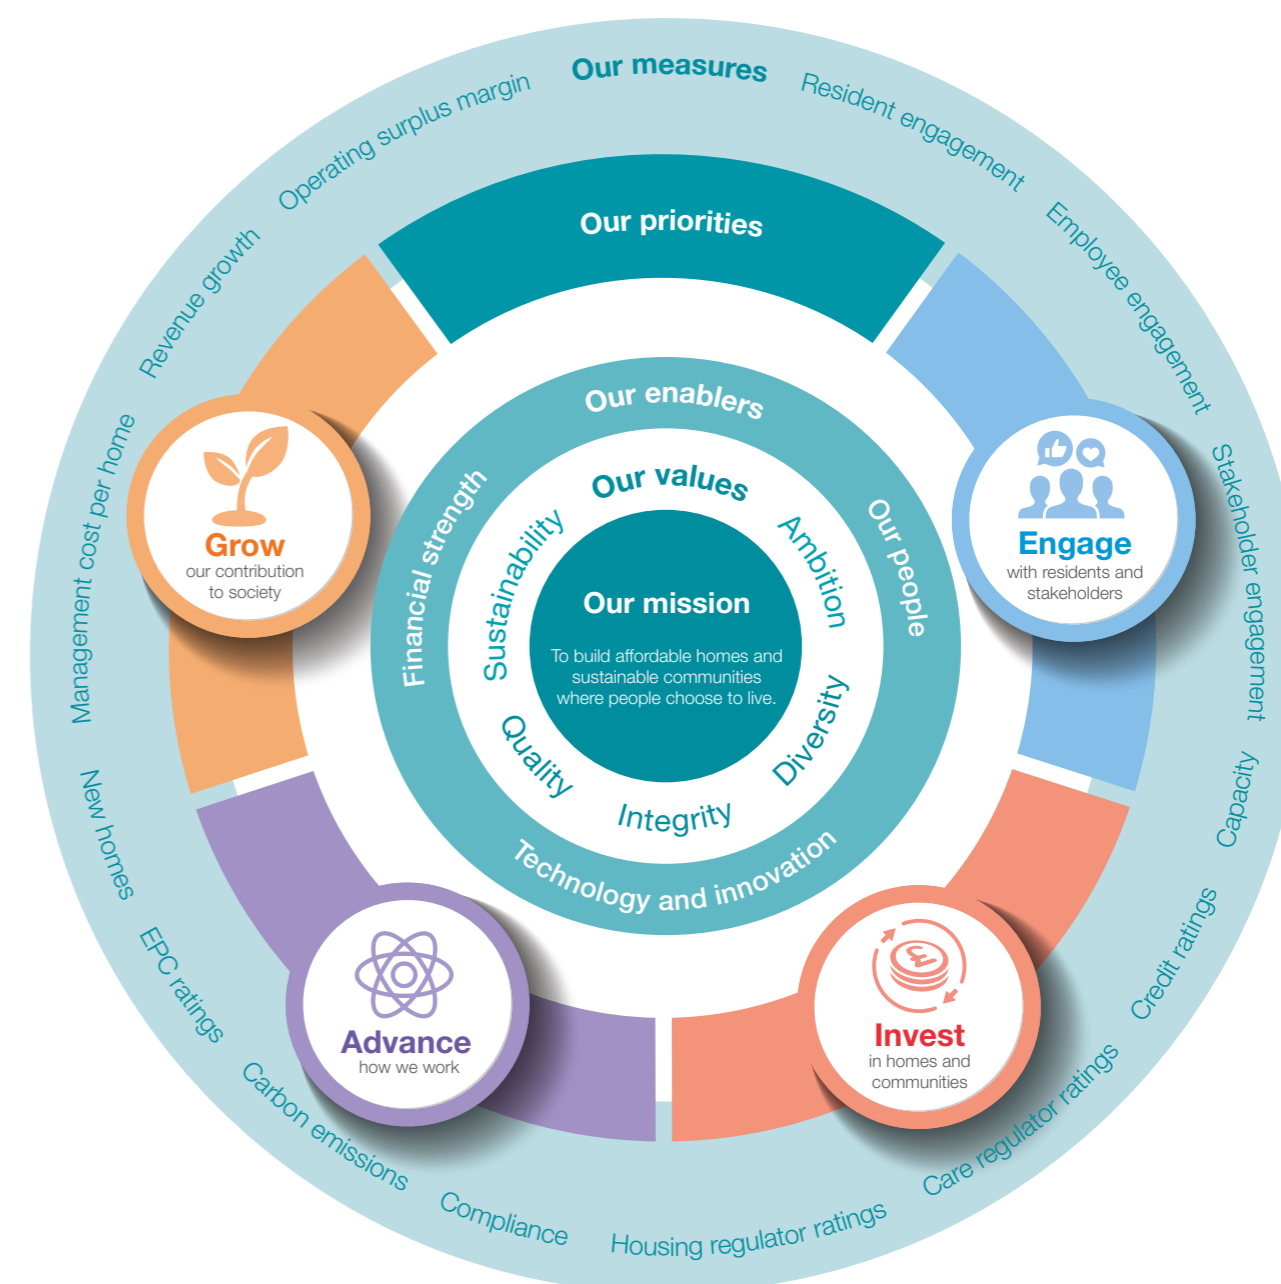 Our measures
Resident engagement
Employee engagement
Stakeholder engagement
Capacity
Credit ratings
Care regulator ratings
Housing regulator ratings
Compliance
Carbon emissions
EPC ratings
New homes
Management cost per home
Revenue growth
Operating surplus margin
Our priorities
Engage
with residents and
stakeholders
Invest
in homes and
communities
Advance
how we work
Grow
our contribution
to society
Our enablers
Our people
Technology and innovation
Financial strength
Our values
Ambition
Diversity
Integrity
Quality
Sustainability
Our mission
To build affordable homes and
sustainable communities
where people choose to live.